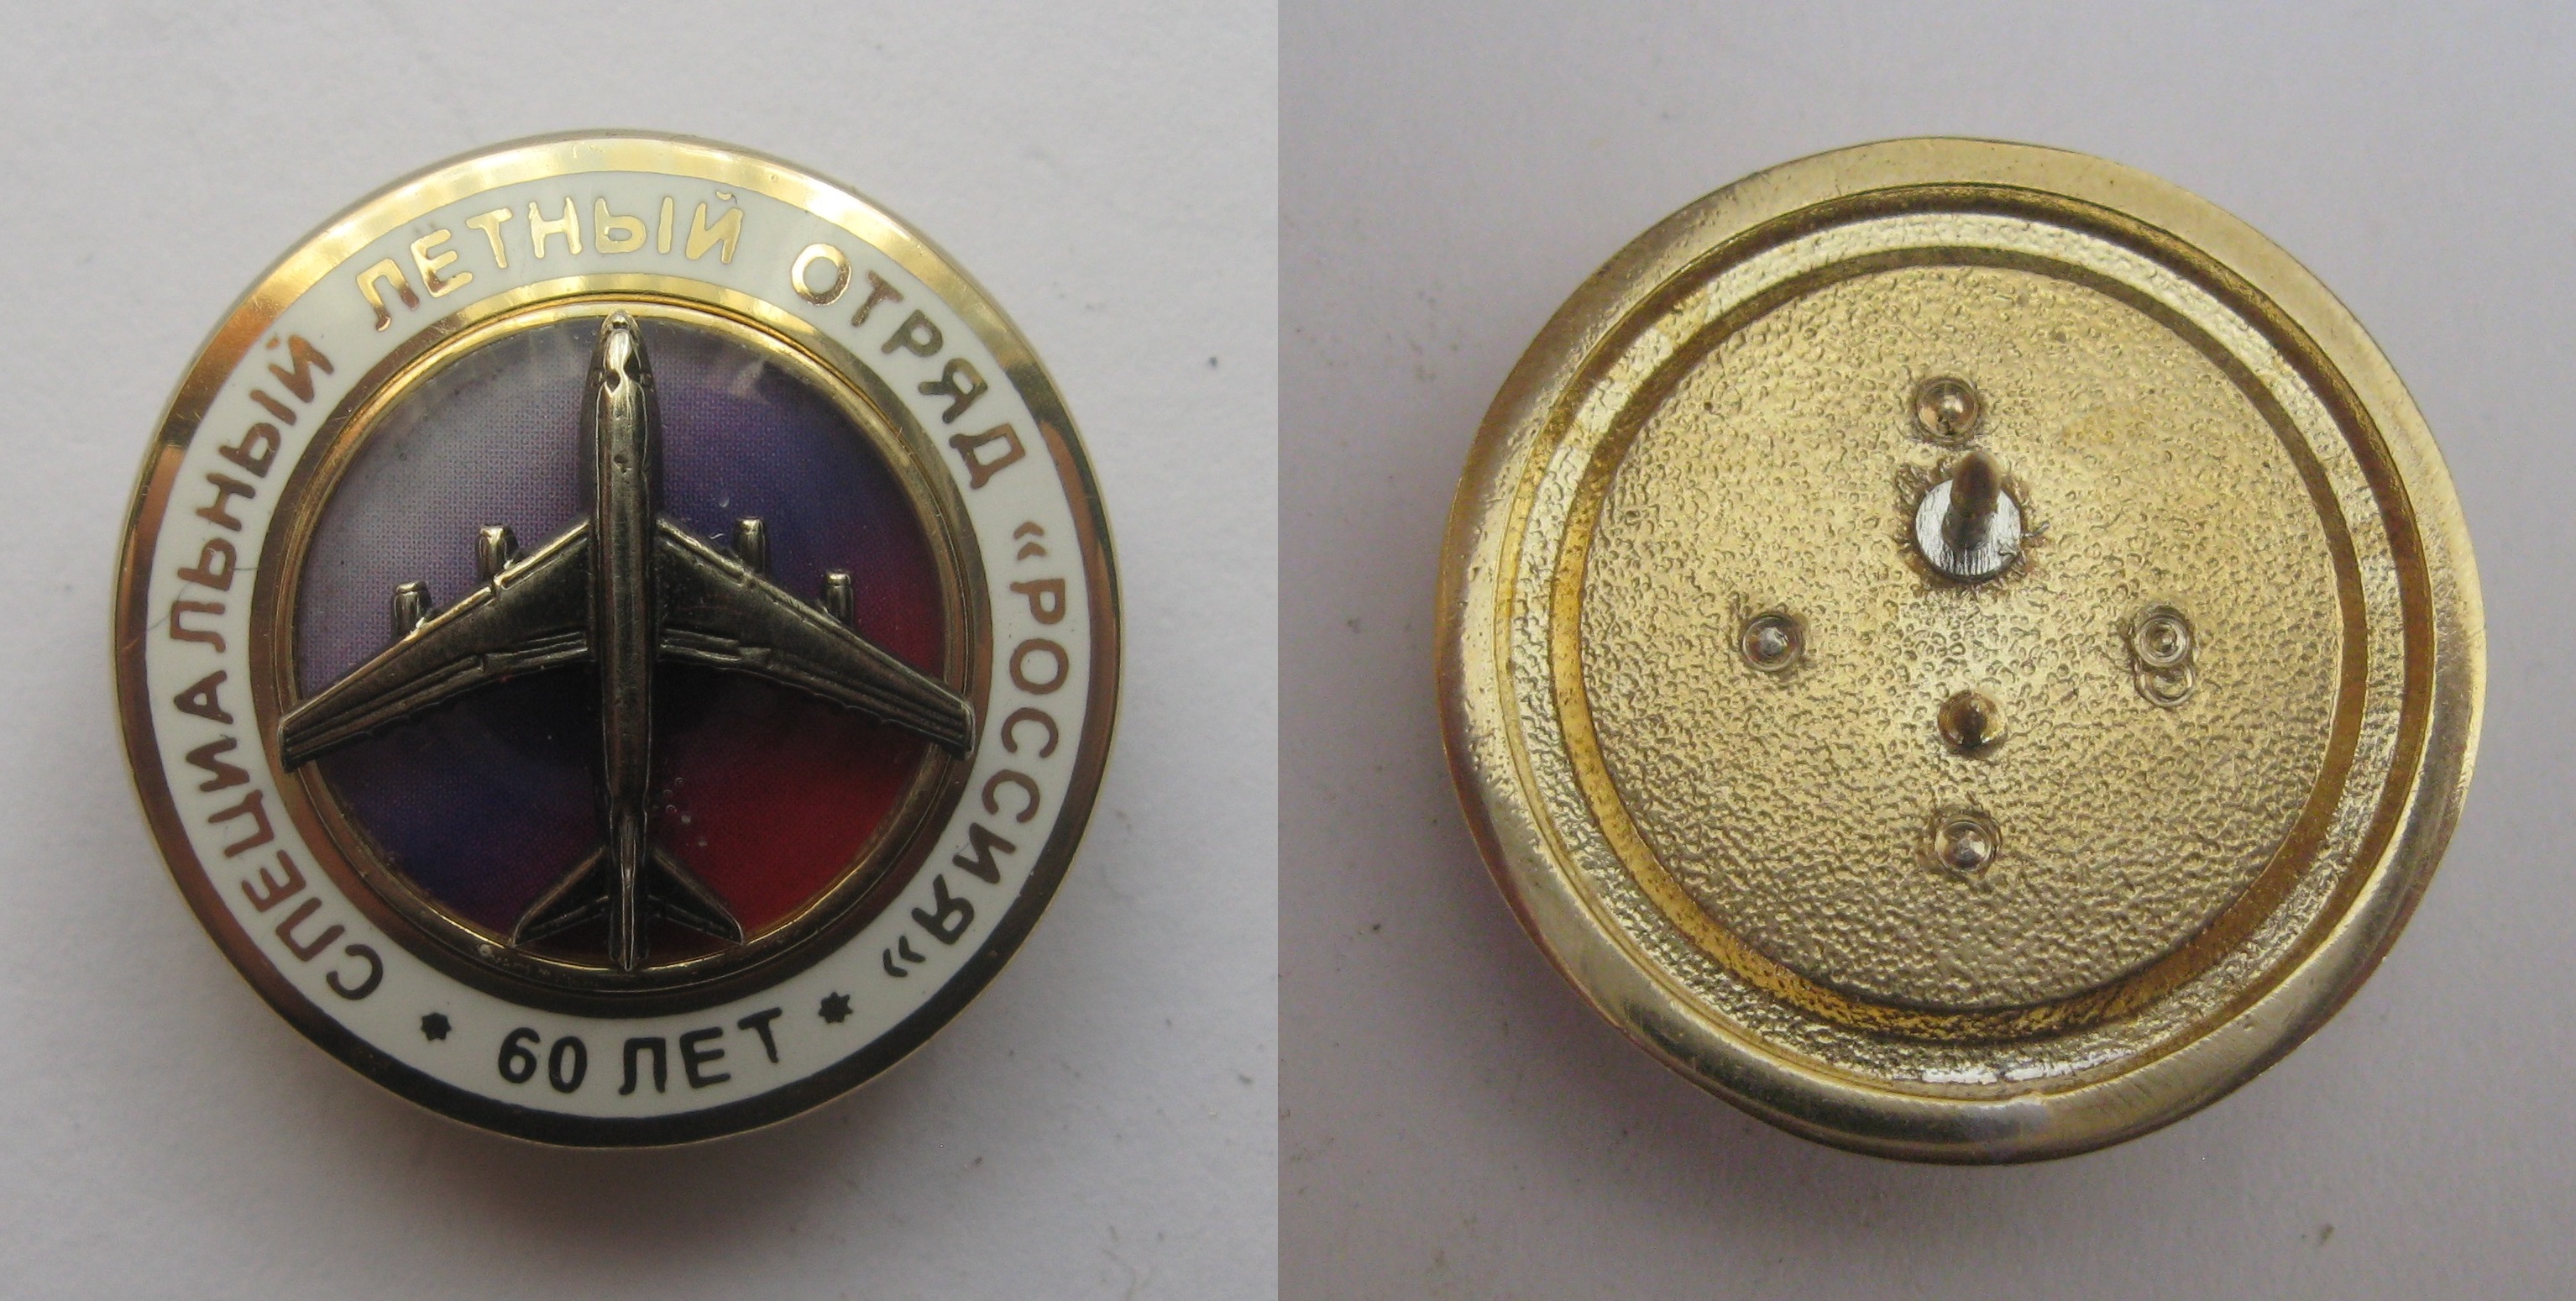 СПЕЦИАЛЬНЫЙ ЛЕТНЫЙ ОТРЯД "РОССИЯ"
* 60 ЛЕТ *